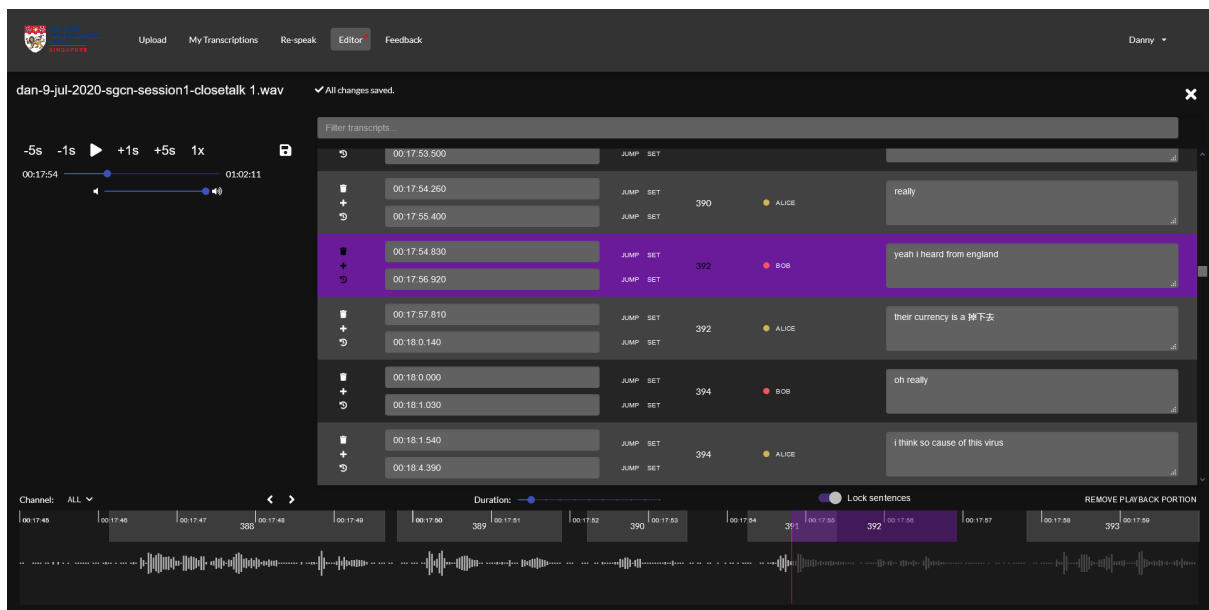 SINGAPORE
Upload My Transcriptions Re-speak Editor Feedback Danny
dan-9-jul-2020-sgcn-session1-closetalk 1.wav All changes saved.
Filter transcripts...
-5s -1s +1s +5s 1x
00:17:54 01:02:11
00:17:53.500 JUMP SET
00:17:54.260 JUMP SET
390 ALICE really
00:17:55.400 JUMP SET
00:17:54.830 JUMP SET
392 BOB yeah i heard from england
00:17:56.920 JUMP SET
00:17:57.810 JUMP SET
392 ALICE their currency is a 掉下去
00:18:0.140 JUMP SET
00:18:0.000 JUMP SET
394 BOB oh really
00:18:1.030 JUMP SET
00:18:1.540 JUMP SET
394 ALICE i think so cause of this virus
00:18:4.390 JUMP SET
Channel: ALL Duration: Lock sentences REMOVE PLAYBACK PORTION
00:17:45 00:17:46 00:17:47 00:17:48 00:17:49 00:17:50 00:17:51 00:17:52 00:17:53 00:17:54 00:17:55 00:17:56 00:17:57 00:17:58 00:17:59
388 389 390 391 392 393